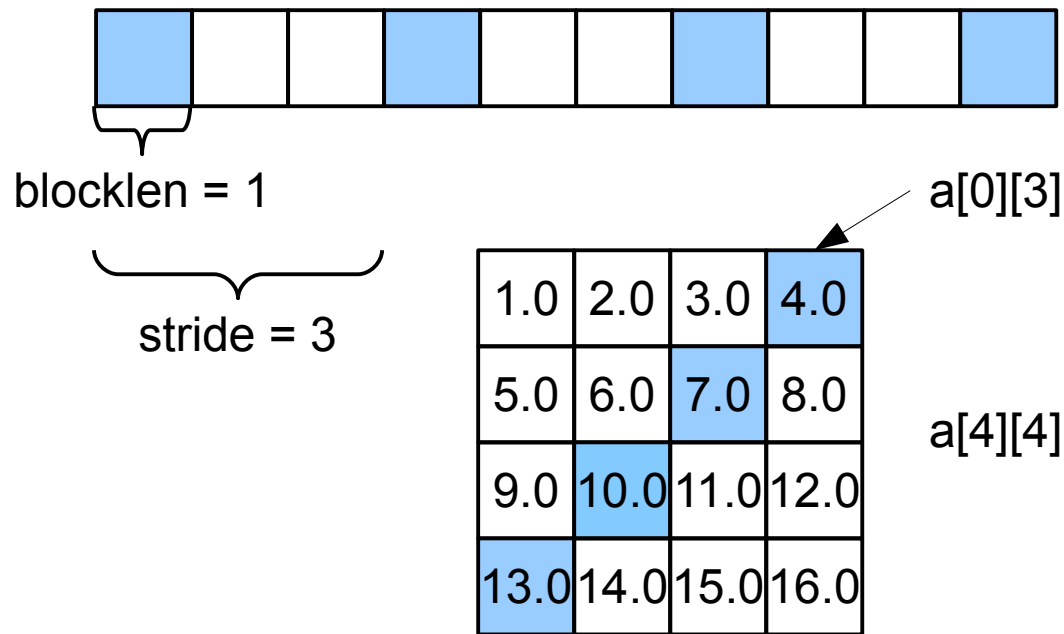 blocklen = 1
a[0][3]
stride = 3
1.0 2.0 3.0 4.0
5.0 6.0 7.0 8.0
a[4][4]
9.0 10.0 11.0 12.0
13.0 14.0 15.0 16.0